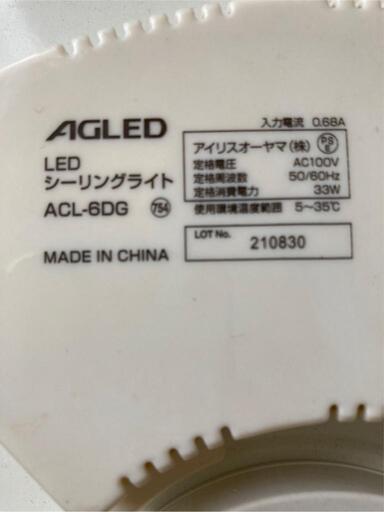 入力電流 0.68A
AGLED
アイリスオーヤマ(株) PS E
LED
定格電圧 AC100V
シーリングライト
定格周波数 50/60Hz
定格消費電力 33W
ACL-6DG 754
使用環境温度範囲 5～35℃
LOT No. 210830
MADE IN CHINA